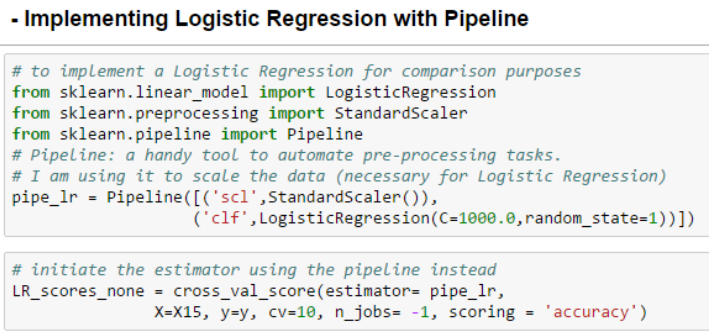 - Implementing Logistic Regression with Pipeline
# to implement a Logistic Regression for comparison purposes
from sklearn.linear_model import LogisticRegression
from sklearn.preprocessing import StandardScaler
from sklearn.pipeline import Pipeline
# Pipeline: a handy tool to automate pre-processing tasks.
# I am using it to scale the data (necessary for Logistic Regression)
pipe_lr = Pipeline([('scl',StandardScaler()),
('clf',LogisticRegression(C=1000.0,random_state=1))])
# initiate the estimator using the pipeline instead
LR_scores_none = cross_val_score(estimator= pipe_lr,
X=X15, y=y, cv=10, n_jobs= -1, scoring = 'accuracy')